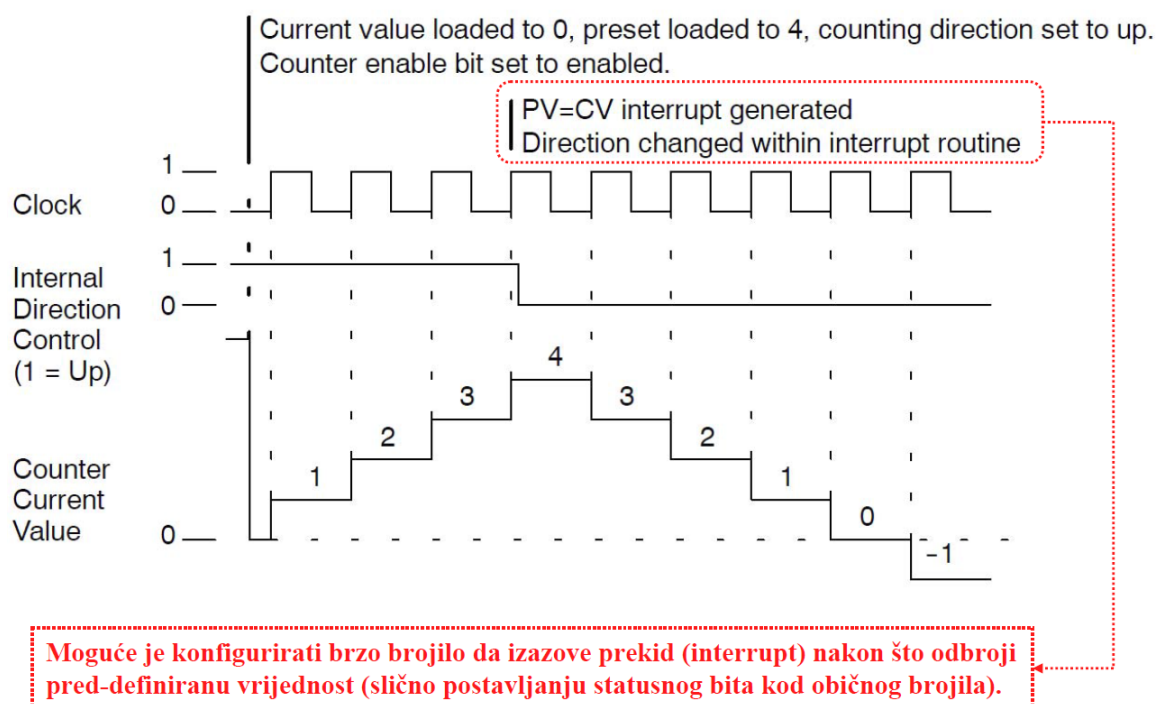 Current value loaded to 0, preset loaded to 4, counting direction set to up.
Counter enable bit set to enabled.
PV=CV interrupt generated
Direction changed within interrupt routine
1
Clock 0
1
Internal
Direction 0
Control
(1 = Up)
4
3 3
2 2
1 1
Counter
Current
Value 0
0
−1
Moguće je konfigurirati brzo brojilo da izazove prekid (interrupt) nakon što odbroji
pred-definiranu vrijednost (slično postavljanju statusnog bita kod običnog brojila).